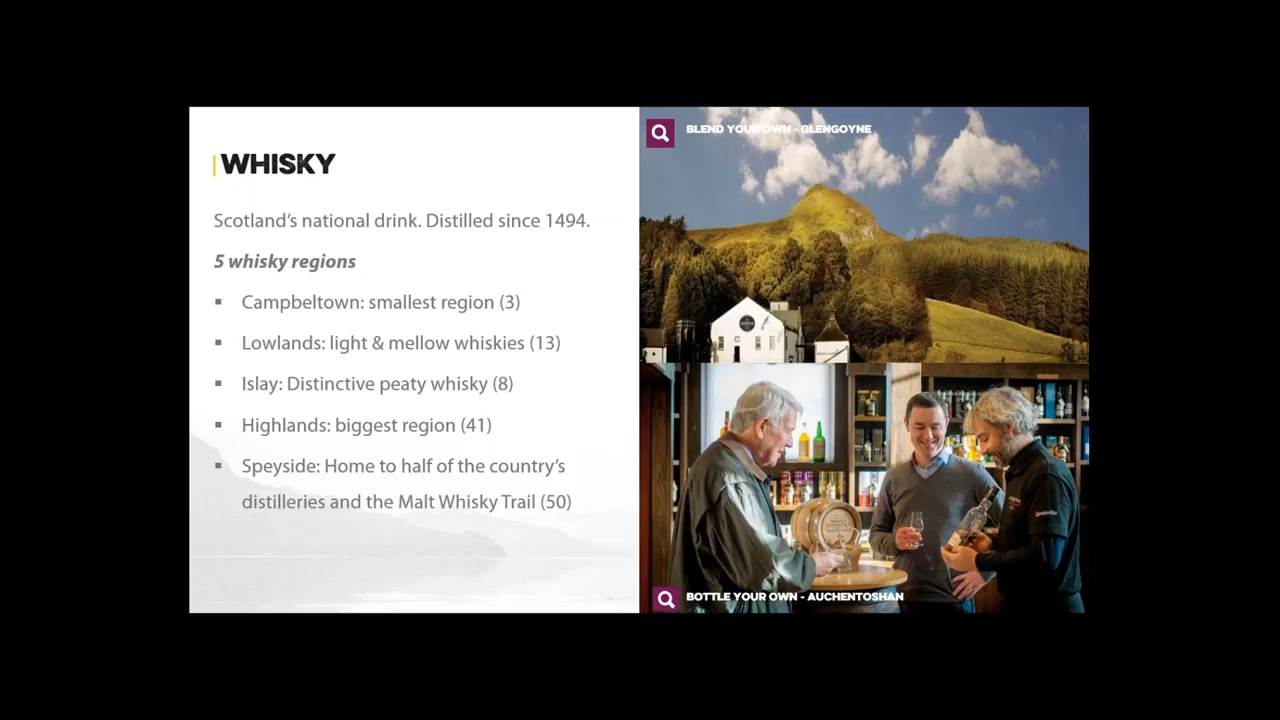 WHISKY
Scotland's national drink. Distilled since 1494.
5 whisky regions
▪ Campbeltown: smallest region (3)
▪ Lowlands: light & mellow whiskies (13)
▪ Islay: Distinctive peaty whisky (8)
▪ Highlands: biggest region (41)
▪ Speyside: Home to half of the country's
distilleries and the Malt Whisky Trail (50)
BLEND YOUR OWN - GLENGOYNE
BOTTLE YOUR OWN - AUCHENTOSHAN